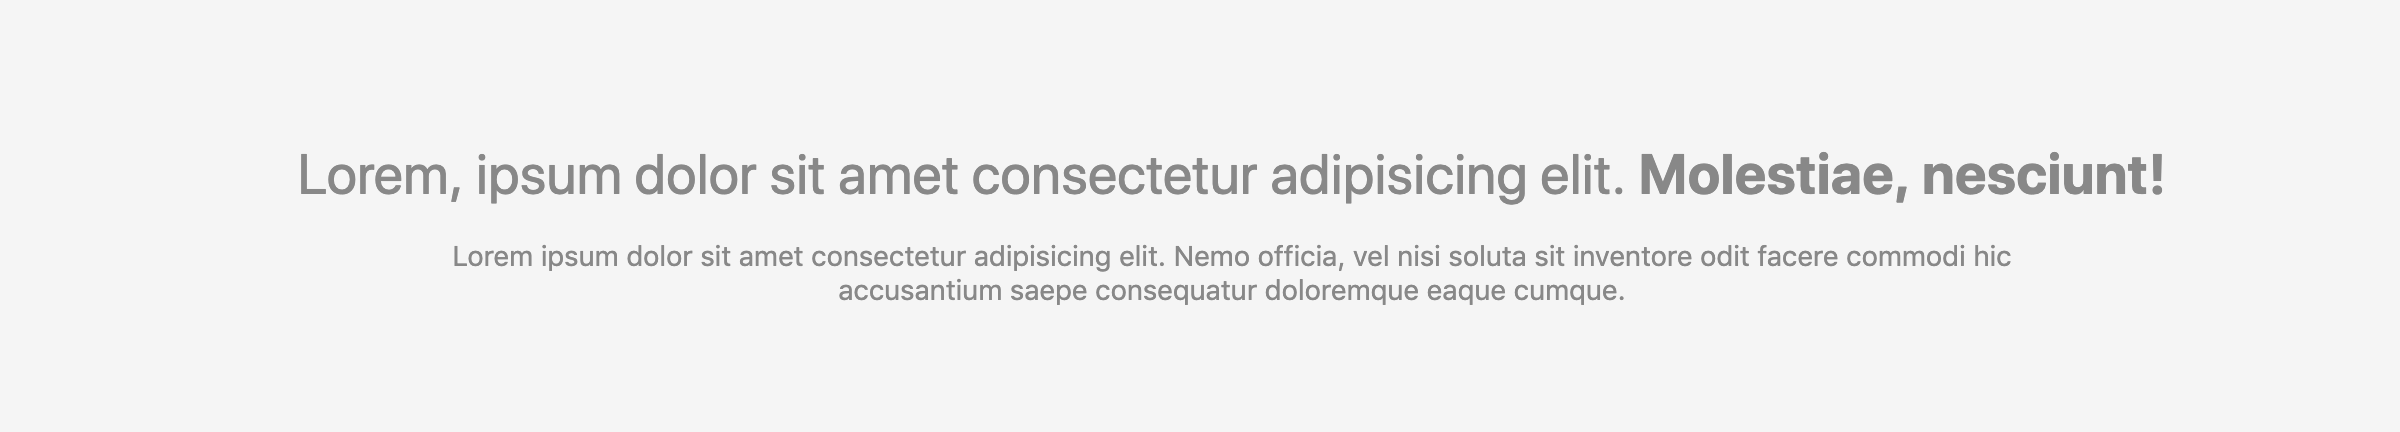 Lorem, ipsum dolor sit amet consectetur adipisicing elit. Molestiae, nesciunt!
Lorem ipsum dolor sit amet consectetur adipisicing elit. Nemo officia, vel nisi soluta sit inventore odit facere commodi hic
accusantium saepe consequatur doloremque eaque cumque.